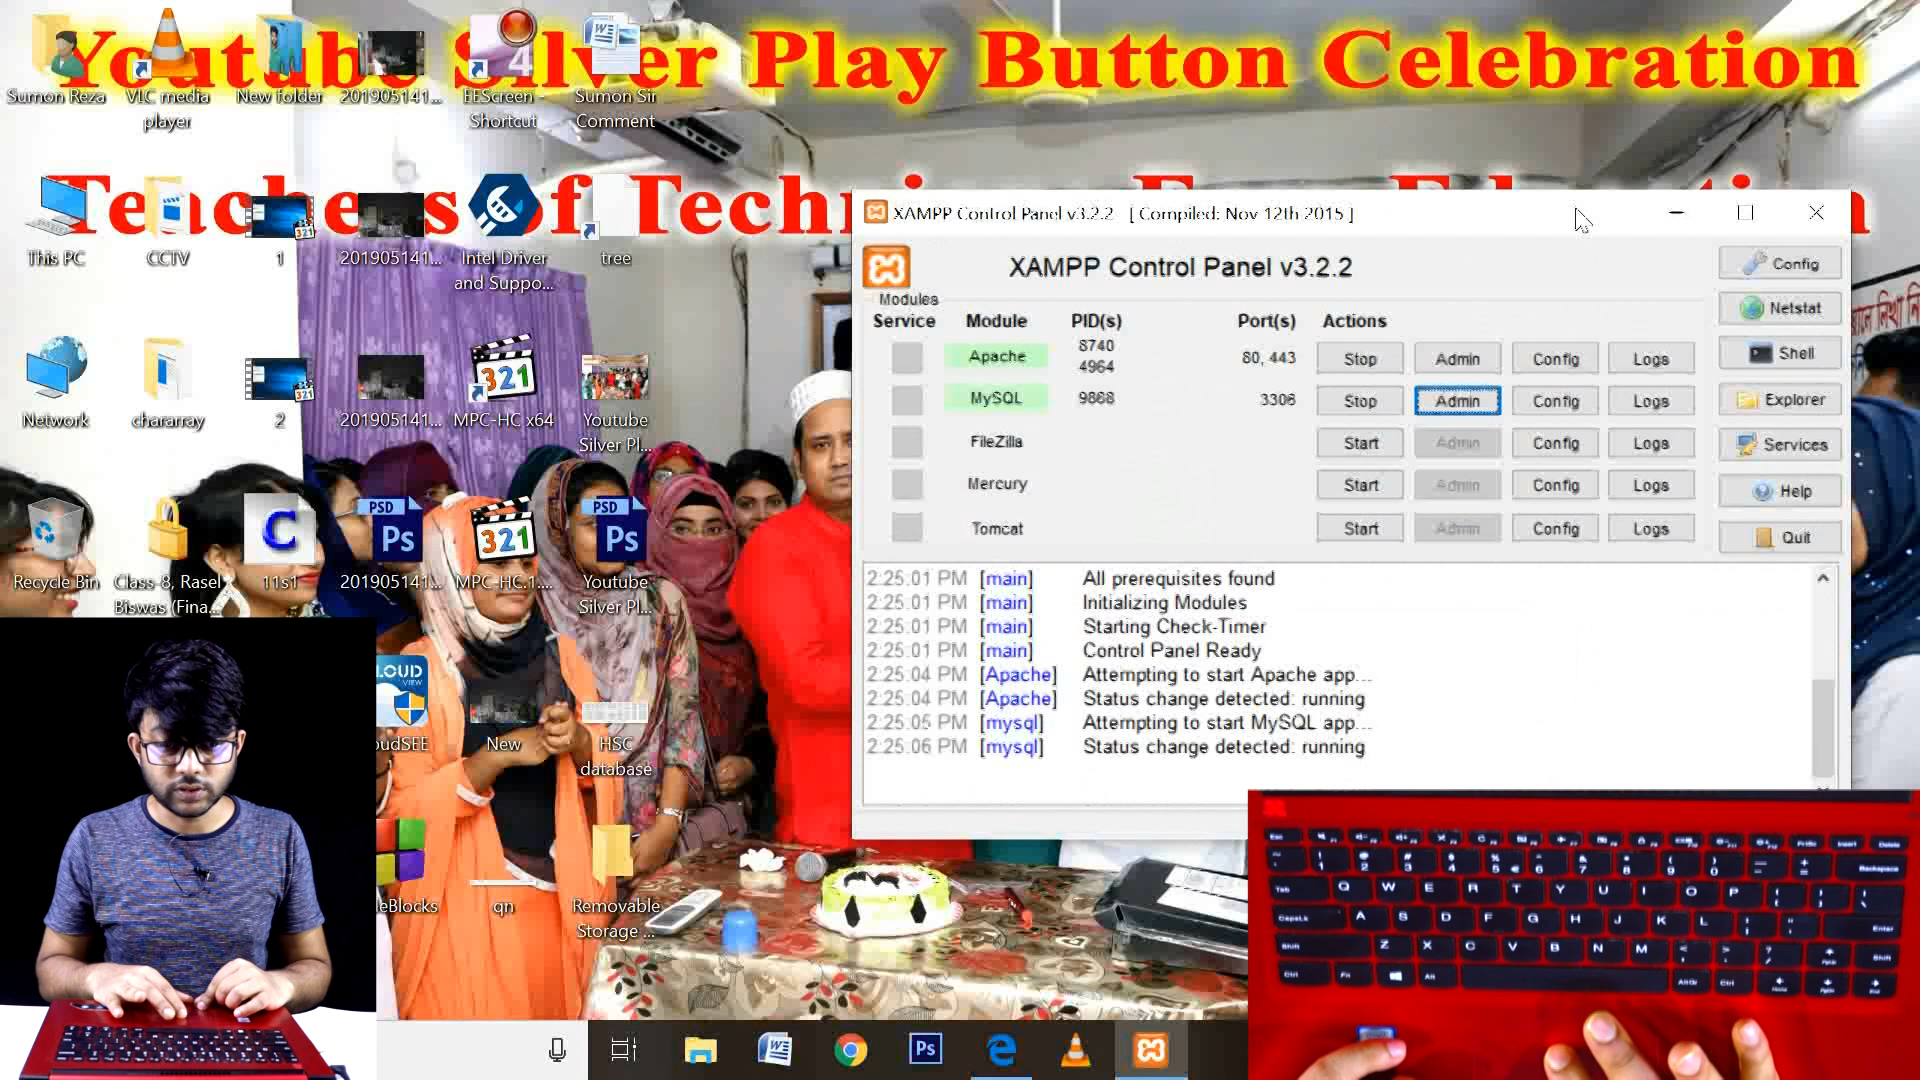 Youtube Silver Play Button Celebration
Teachers of
Sumon Reza
VLC media player
New folder
201905141...
EEScreen Shortcut
Sumon Sir Comment
This PC
CCTV
1
201905141...
Intel Driver and Suppo...
tree
Network
chararray
2
201905141...
MPC-HC x64
Youtube Silver Pl...
Recycle Bin
Class-8, Rasel Biswas (Fina...
11s1
201905141...
MPC-HC.1....
Youtube Silver Pl...
New
HSC database
qn
Removable Storage ...
XAMPP Control Panel v3.2.2 [ Compiled: Nov 12th 2015 ]
XAMPP Control Panel v3.2.2
Modules
Service Module PID(s) Port(s) Actions
Apache 8740 4964 80, 443 Stop Admin Config Logs
MySQL 9868 3306 Stop Admin Config Logs
FileZilla Start Admin Config Logs
Mercury Start Admin Config Logs
Tomcat Start Admin Config Logs
Config
Netstat
Shell
Explorer
Services
Help
Quit
2:25:01 PM [main] All prerequisites found
2:25:01 PM [main] Initializing Modules
2:25:01 PM [main] Starting Check-Timer
2:25:01 PM [main] Control Panel Ready
2:25:04 PM [Apache] Attempting to start Apache app...
2:25:04 PM [Apache] Status change detected: running
2:25:05 PM [mysql] Attempting to start MySQL app...
2:25:06 PM [mysql] Status change detected: running